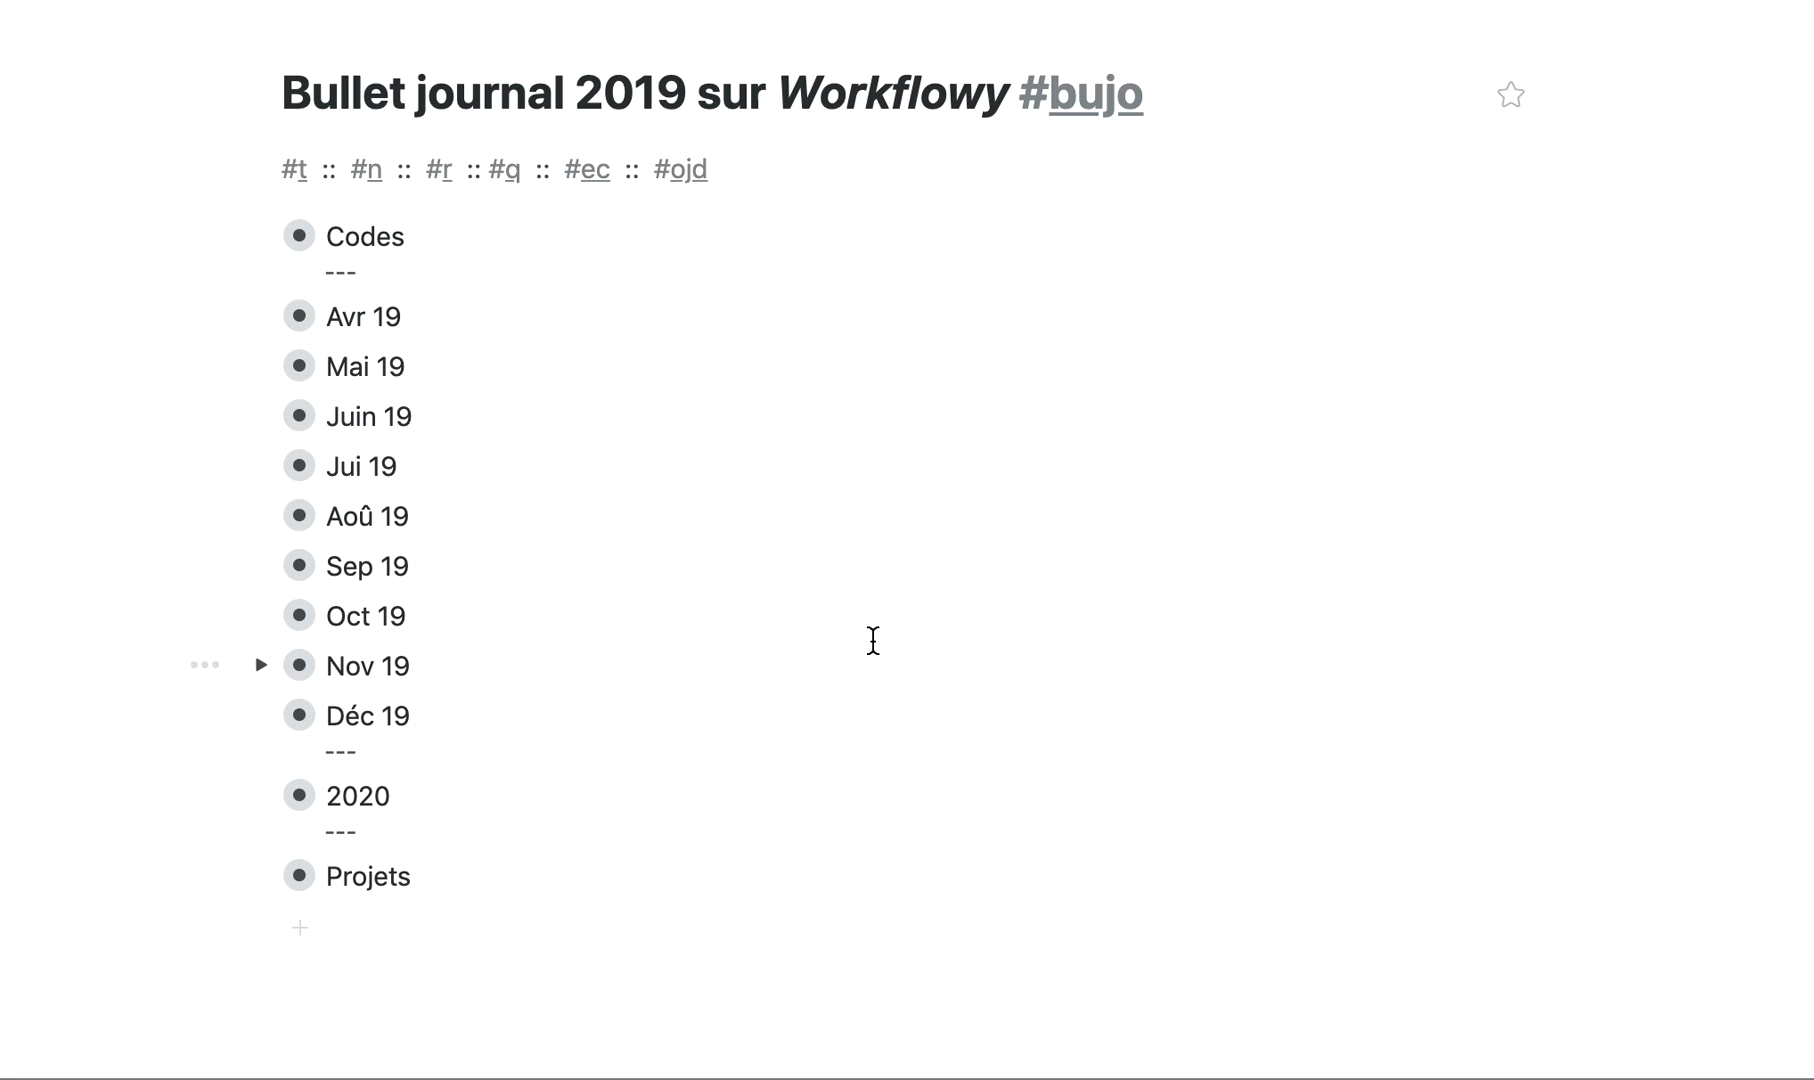 Bullet journal 2019 sur Workflowy #bujo
#t :: #n :: #r :: #q :: #ec :: #ojd
Codes
---
Avr 19
Mai 19
Juin 19
Jui 19
Aoû 19
Sep 19
Oct 19
Nov 19
Déc 19
---
2020
---
Projets